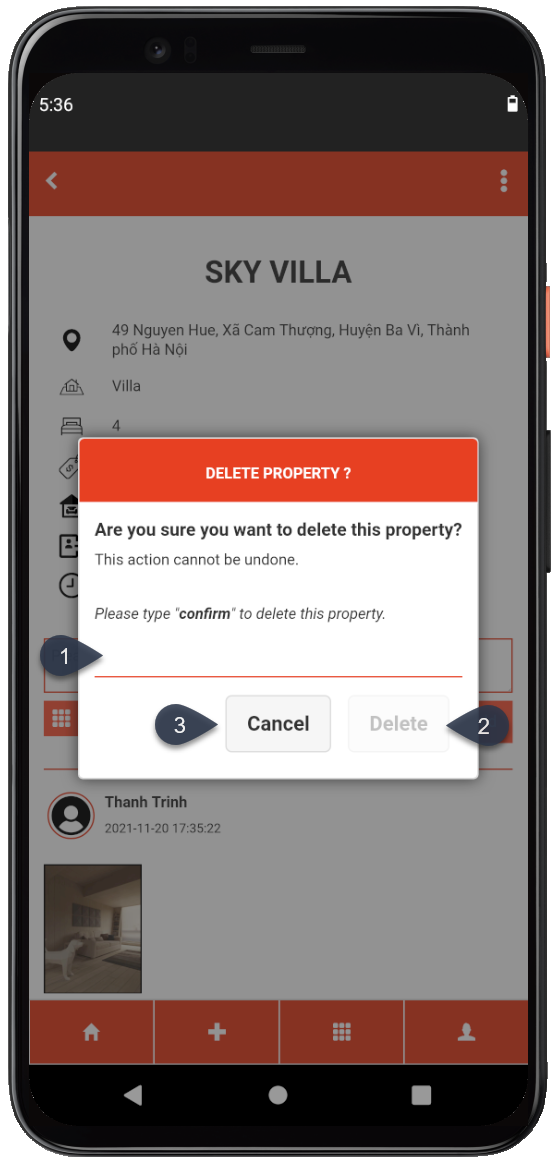 5:36
SKY VILLA
49 Nguyen Hue, Xã Cam Thượng, Huyện Ba Vì, Thành
phố Hà Nội
Villa
4
DELETE PROPERTY ?
Are you sure you want to delete this property?
This action cannot be undone.
Please type "confirm" to delete this property.
1
3
Cancel
Delete
2
Thanh Trinh
2021-11-20 17:35:22